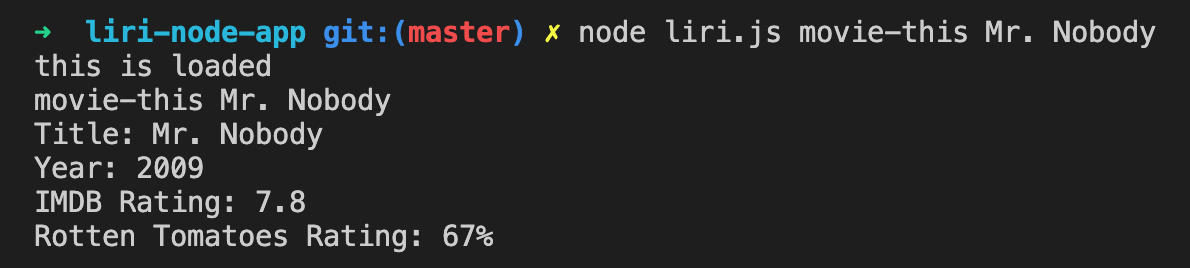 ➜  liri-node-app git:(master) ✗ node liri.js movie-this Mr. Nobody
this is loaded
movie-this Mr. Nobody
Title: Mr. Nobody
Year: 2009
IMDB Rating: 7.8
Rotten Tomatoes Rating: 67%